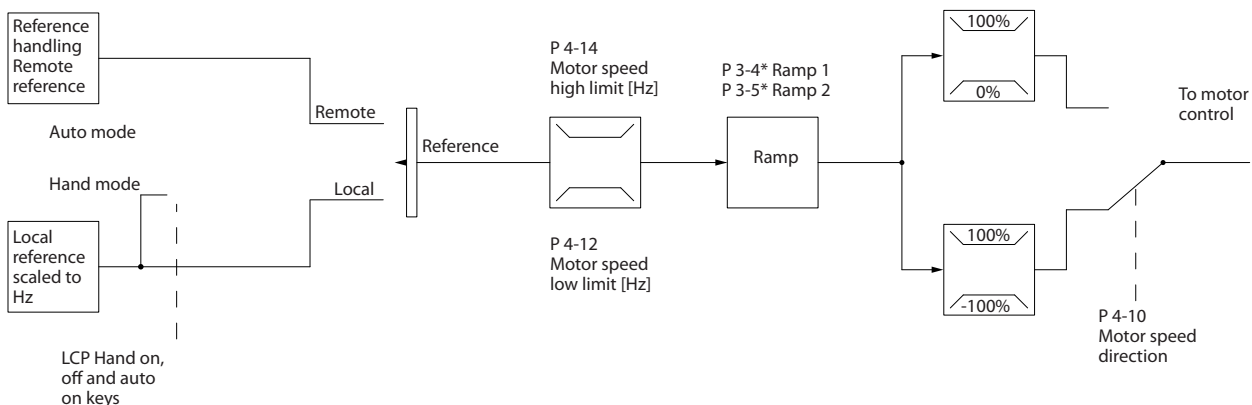 Reference
handling
Remote
reference
Auto mode
Hand mode
Local
reference
scaled to
Hz
LCP Hand on,
off and auto
on keys
Remote
Local
Reference
P 4-14
Motor speed
high limit [Hz]
P 4-12
Motor speed
low limit [Hz]
P 3-4* Ramp 1
P 3-5* Ramp 2
Ramp
100%
0%
100%
-100%
To motor
control
P 4-10
Motor speed
direction